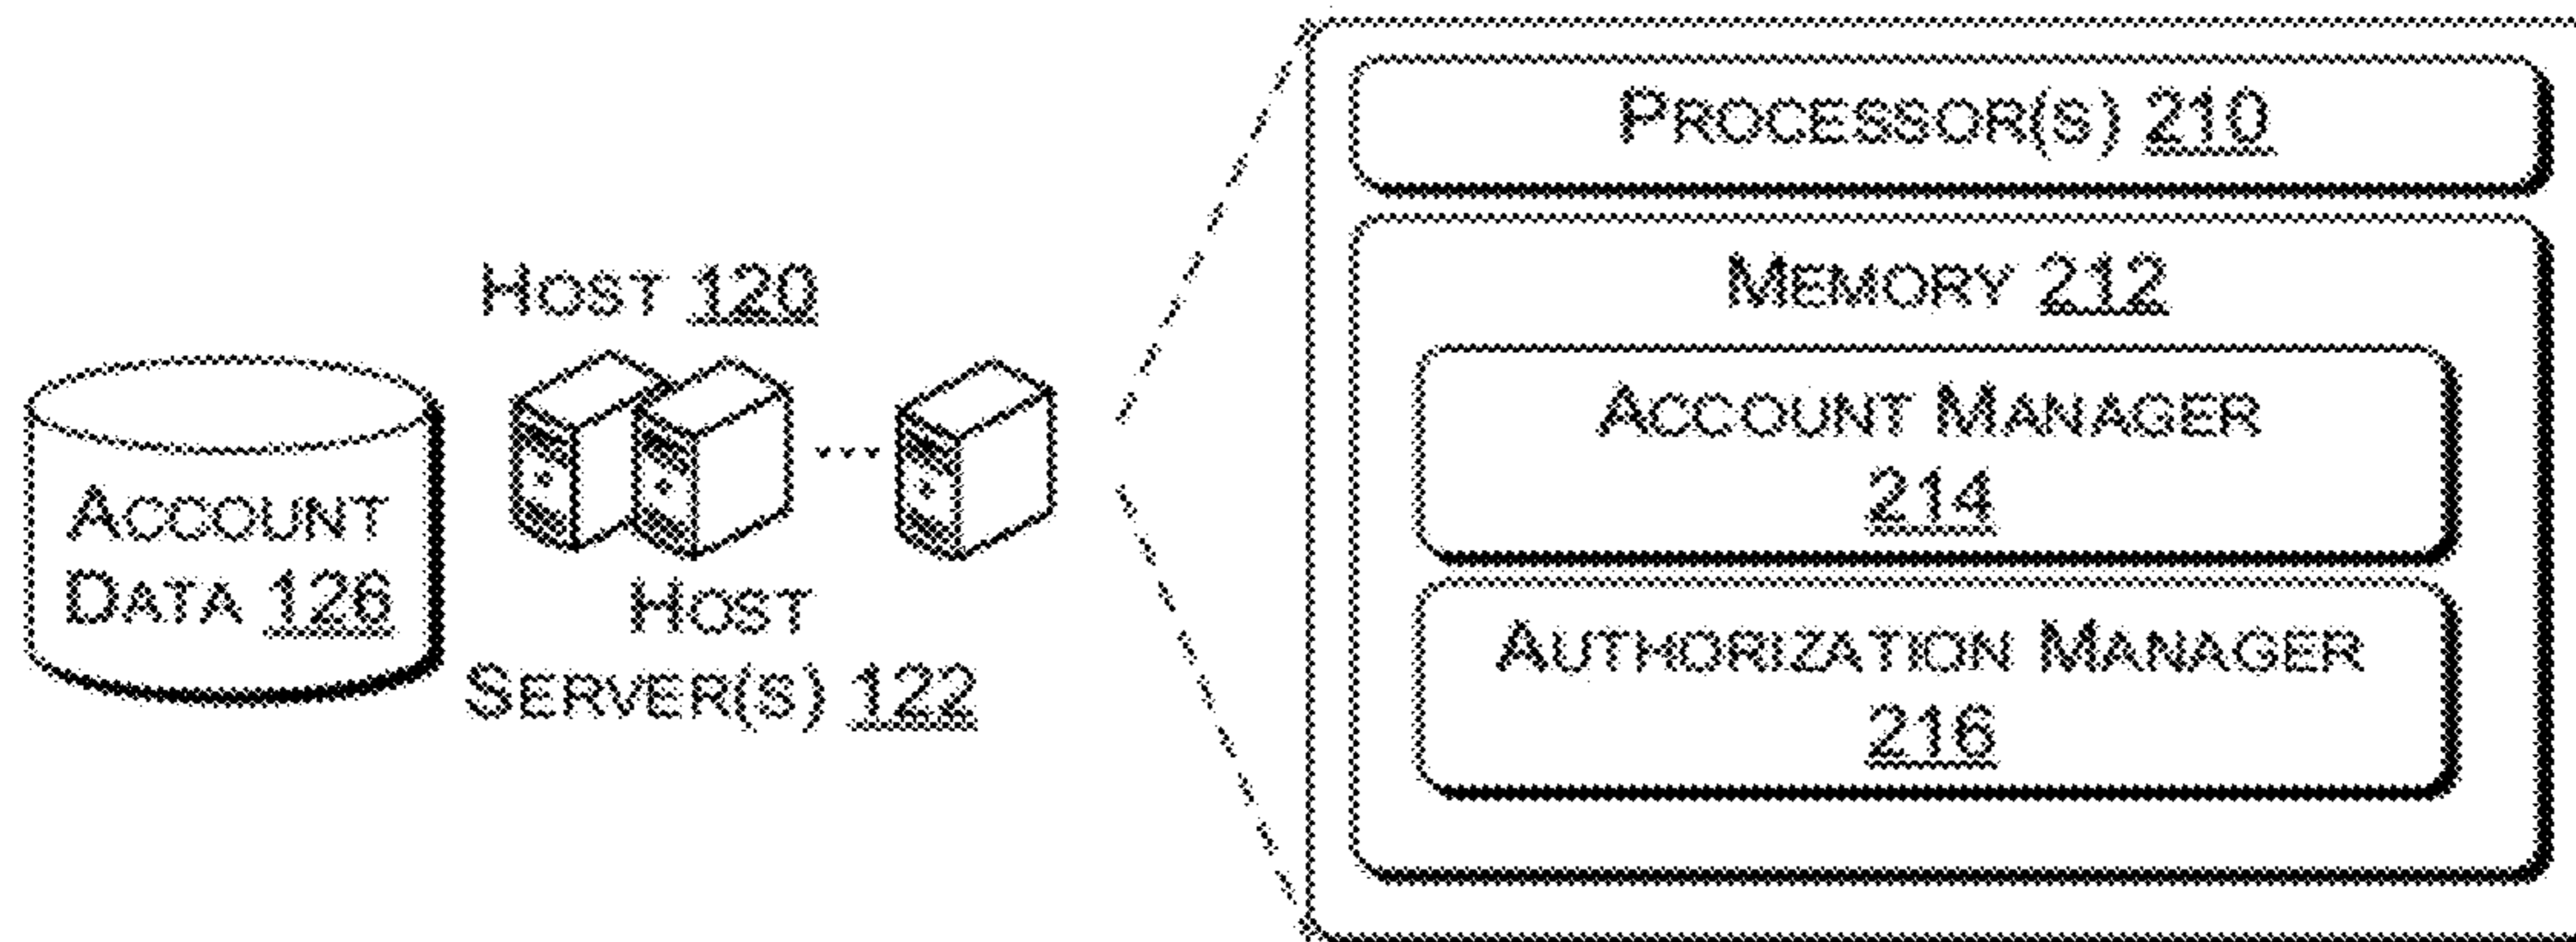 PROCESSOR(S) 210
HOST 120
MEMORY 212
ACCOUNT MANAGER
214
ACCOUNT
DATA 126
HOST
SERVER(S) 122
AUTHORIZATION MANAGER
216